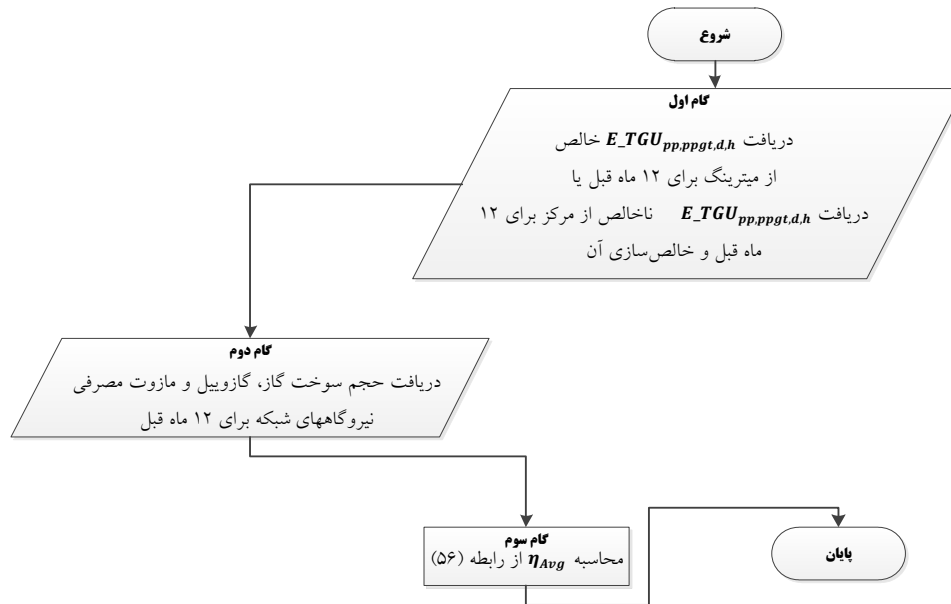 شروع
گام اول
دریافت E_TGU_{pp,ppgt,d,h} خالص
از میترینگ برای ۱۲ ماه قبل یا
دریافت E_TGU_{pp,ppgt,d,h} ناخالص از مرکز برای ۱۲
ماه قبل و خالص‌سازی آن
گام دوم
دریافت حجم سوخت گاز، گازوییل و مازوت مصرفی
نیروگاههای شبکه برای ۱۲ ماه قبل
گام سوم
محاسبه η_{Avg} از رابطه (۵۶)
پایان